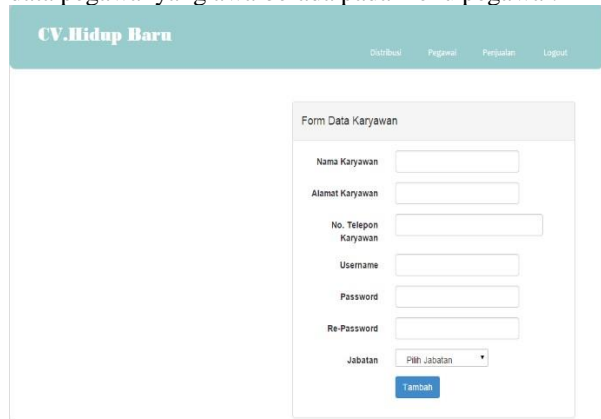 CV.Hidup Baru
Distribusi Pegawai Penjualan Logout
Form Data Karyawan
Nama Karyawan
Alamat Karyawan
No. Telepon
Karyawan
Username
Password
Re-Password
Jabatan Pilih Jabatan
Tambah